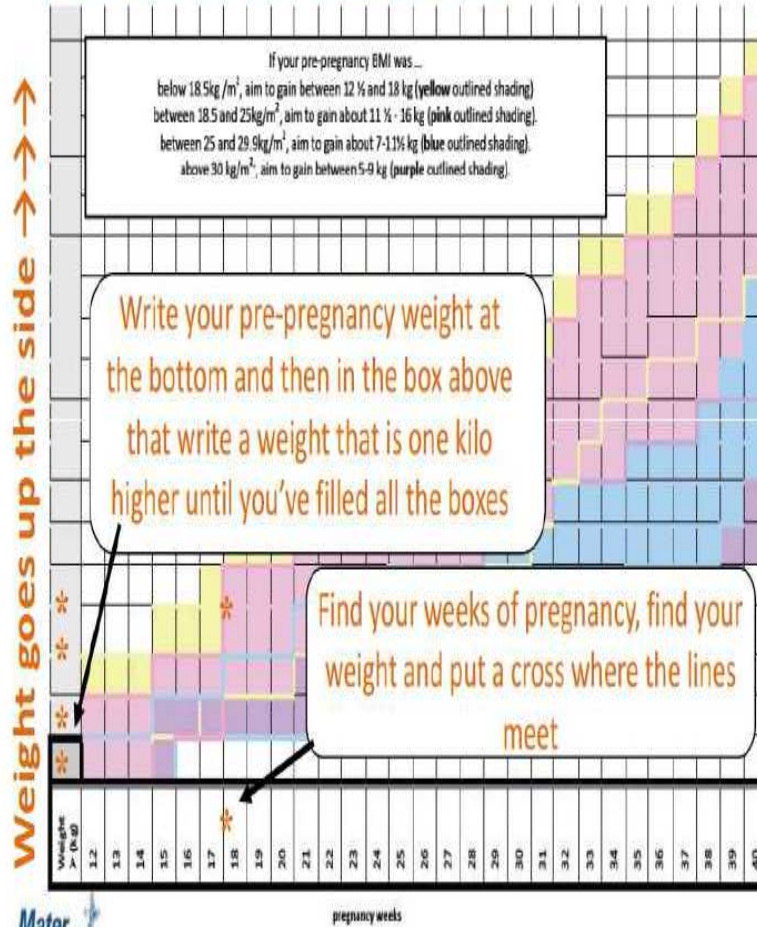 If your pre-pregnancy BMI was ...
below 18.5kg /m², aim to gain between 12 ½ and 18 kg (yellow outlined shading)
between 18.5 and 25kg/m², aim to gain about 11 ½ - 16 kg (pink outlined shading).
between 25 and 29.9kg/m², aim to gain about 7-11½ kg (blue outlined shading).
above 30 kg/m², aim to gain between 5-9 kg (purple outlined shading).
Weight goes up the side →→→→
Write your pre-pregnancy weight at
the bottom and then in the box above
that write a weight that is one kilo
higher until you've filled all the boxes
Find your weeks of pregnancy, find your
weight and put a cross where the lines
meet
Weight
(kg)
12 13 14 15 16 17 18 19 20 21 22 23 24 25 26 27 28 29 30 31 32 33 34 35 36 37 38 39 40
Mater
pregnancy weeks